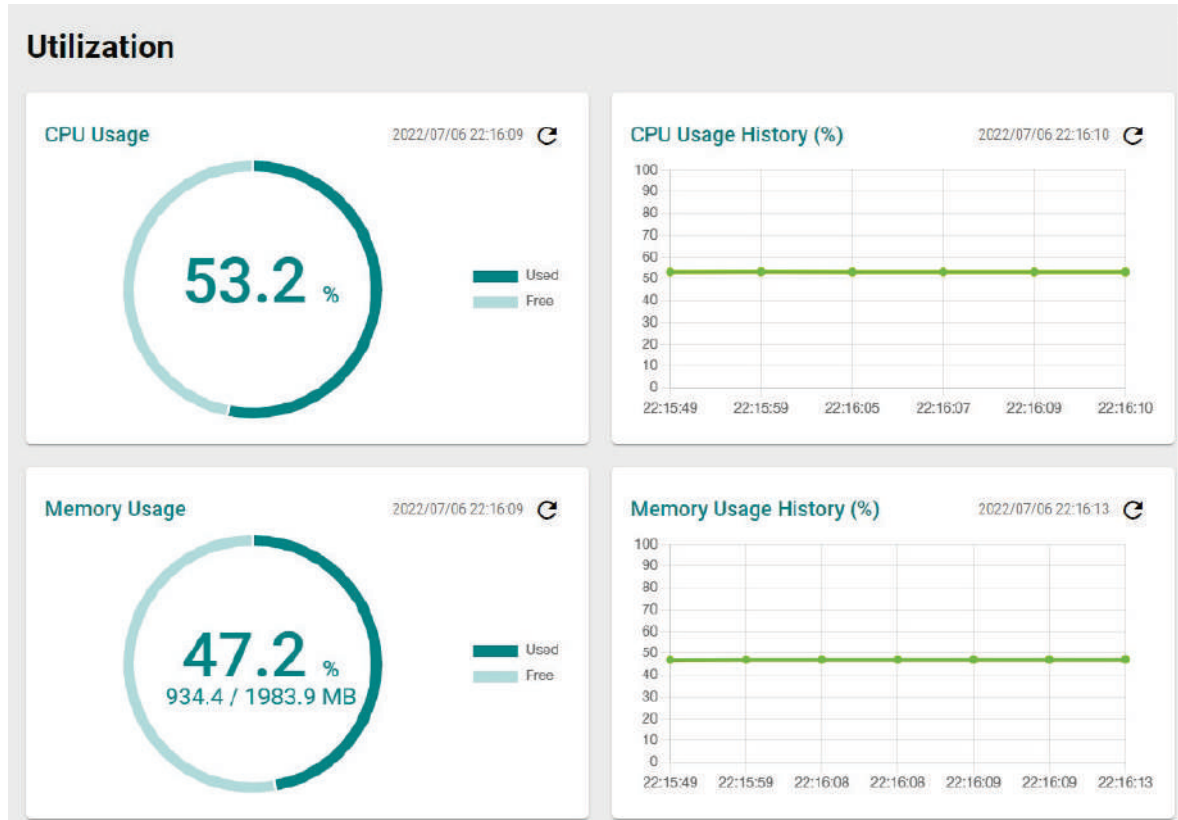 Utilization
CPU Usage
2022/07/06 22:16:09
53.2 %
Used
Free
CPU Usage History (%)
2022/07/06 22:16:10
100
90
80
70
60
50
40
30
20
10
0
22:15:49 22:15:59 22:16:05 22:16:07 22:16:09 22:16:10
Memory Usage
2022/07/06 22:16:09
47.2 %
934.4 / 1983.9 MB
Used
Free
Memory Usage History (%)
2022/07/06 22:16:13
100
90
80
70
60
50
40
30
20
10
0
22:15:49 22:15:59 22:16:08 22:16:08 22:16:09 22:16:09 22:16:13